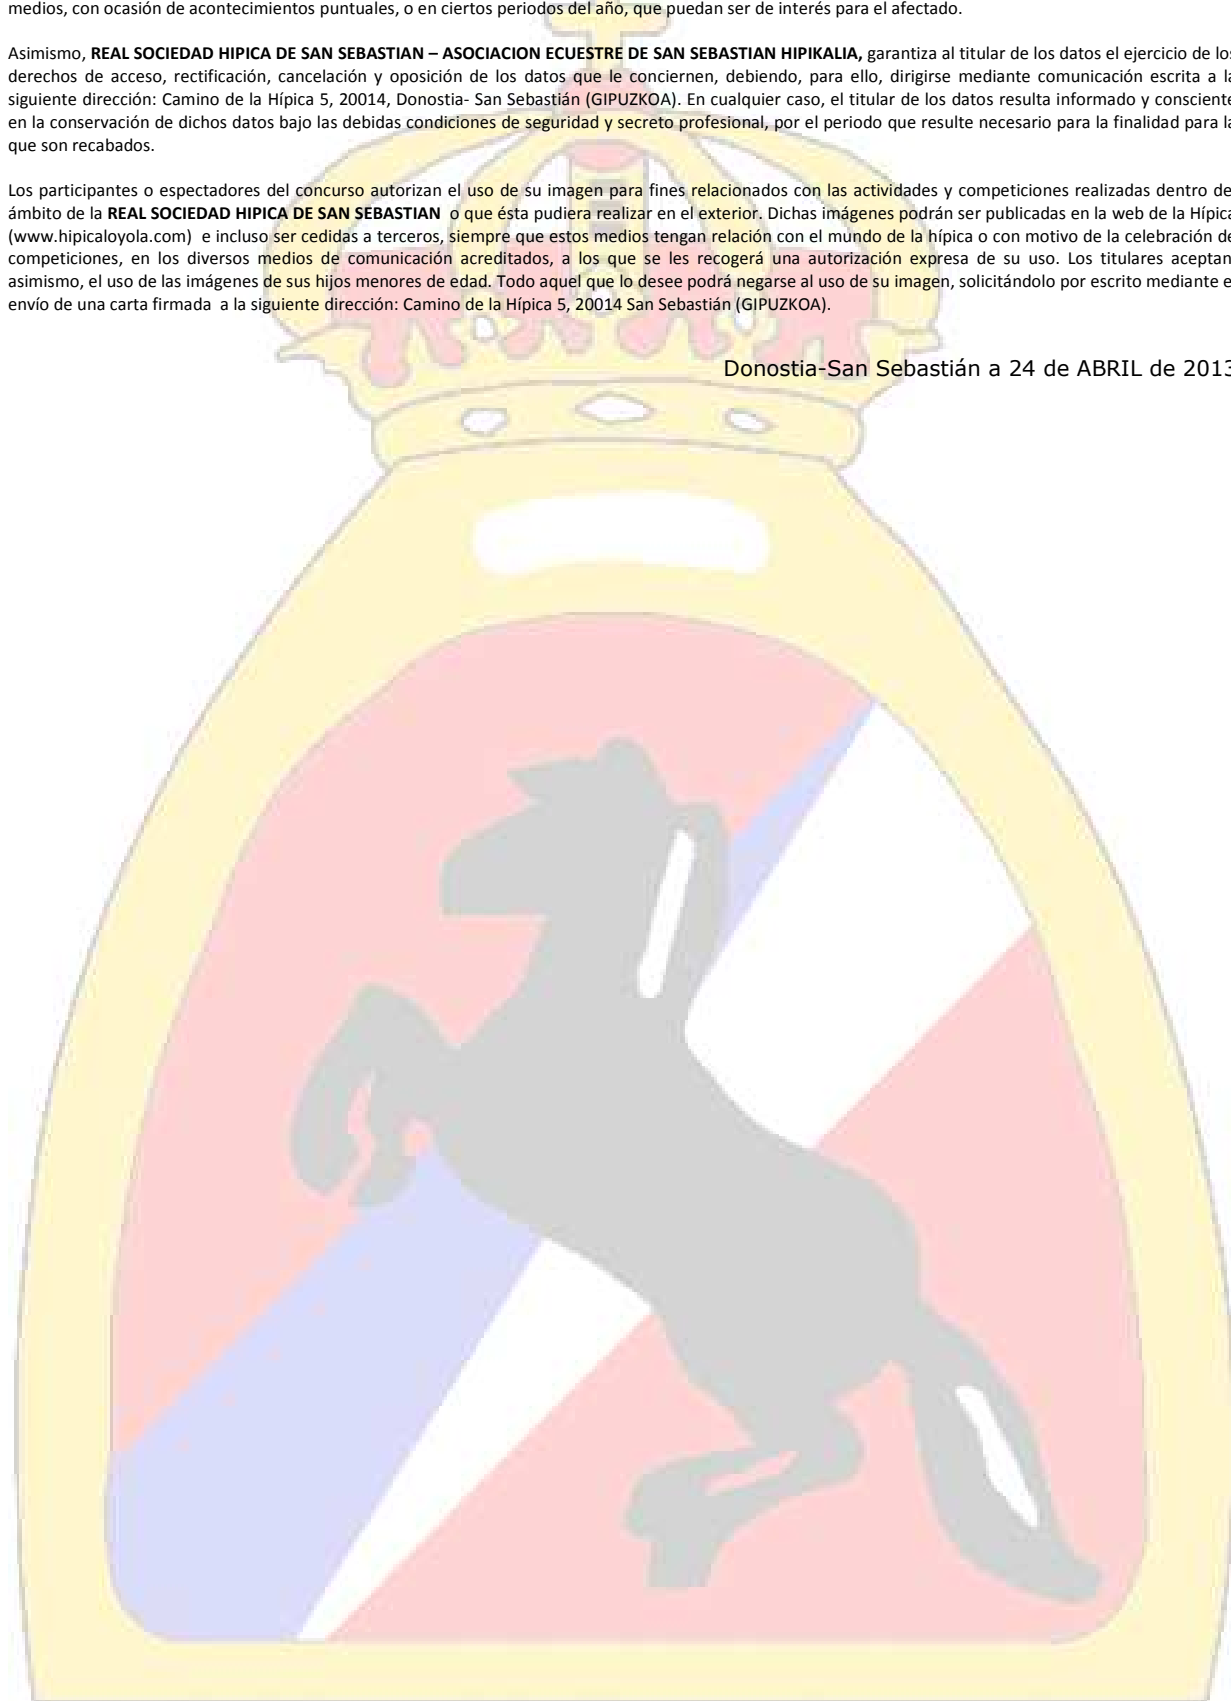 medios, con ocasión de acontecimientos puntuales, o en ciertos periodos del año, que puedan ser de interés para el afectado.
Asimismo, REAL SOCIEDAD HIPICA DE SAN SEBASTIAN – ASOCIACION ECUESTRE DE SAN SEBASTIAN HIPIKALIA, garantiza al titular de los datos el ejercicio de los
derechos de acceso, rectificación, cancelación y oposición de los datos que le conciernen, debiendo, para ello, dirigirse mediante comunicación escrita a la
siguiente dirección: Camino de la Hípica 5, 20014, Donostia- San Sebastián (GIPUZKOA). En cualquier caso, el titular de los datos resulta informado y consciente
en la conservación de dichos datos bajo las debidas condiciones de seguridad y secreto profesional, por el periodo que resulte necesario para la finalidad para la
que son recabados.
Los participantes o espectadores del concurso autorizan el uso de su imagen para fines relacionados con las actividades y competiciones realizadas dentro de
ámbito de la REAL SOCIEDAD HIPICA DE SAN SEBASTIAN o que ésta pudiera realizar en el exterior. Dichas imágenes podrán ser publicadas en la web de la Hípica
(www.hipicaloyola.com) e incluso ser cedidas a terceros, siempre que estos medios tengan relación con el mundo de la hípica o con motivo de la celebración de
competiciones, en los diversos medios de comunicación acreditados, a los que se les recogerá una autorización expresa de su uso. Los titulares aceptan
asimismo, el uso de las imágenes de sus hijos menores de edad. Todo aquel que lo desee podrá negarse al uso de su imagen, solicitándolo por escrito mediante e
envío de una carta firmada a la siguiente dirección: Camino de la Hípica 5, 20014 San Sebastián (GIPUZKOA).
Donostia-San Sebastián a 24 de ABRIL de 2013